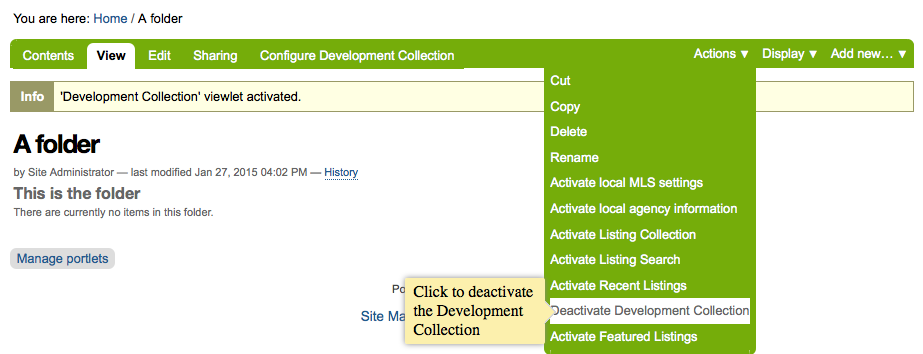 You are here: Home / A folder
Contents View Edit Sharing Configure Development Collection Actions ▼ Display ▼ Add new… ▼
Info 'Development Collection' viewlet activated.
Cut
Copy
Delete
Rename
Activate local MLS settings
Activate local agency information
Activate Listing Collection
Activate Listing Search
Activate Recent Listings
Deactivate Development Collection
Activate Featured Listings
A folder
by Site Administrator — last modified Jan 27, 2015 04:02 PM — History
This is the folder
There are currently no items in this folder.
Manage portlets
Po
Site Ma
Click to deactivate
the Development
Collection